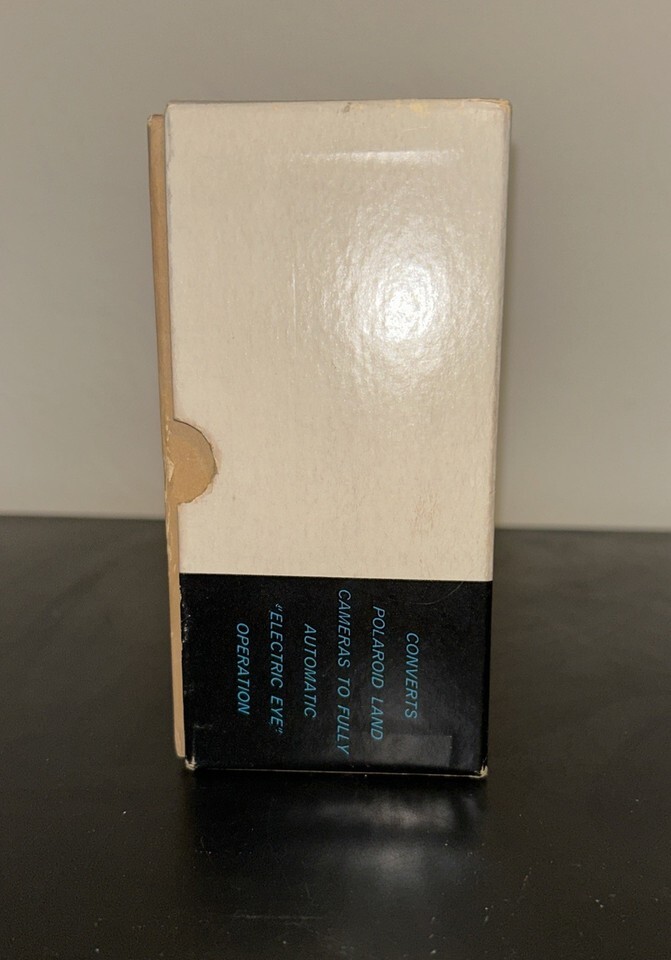 CONVERTS
POLAROID LAND
CAMERAS TO FULLY
AUTOMATIC
"ELECTRIC EYE"
OPERATION